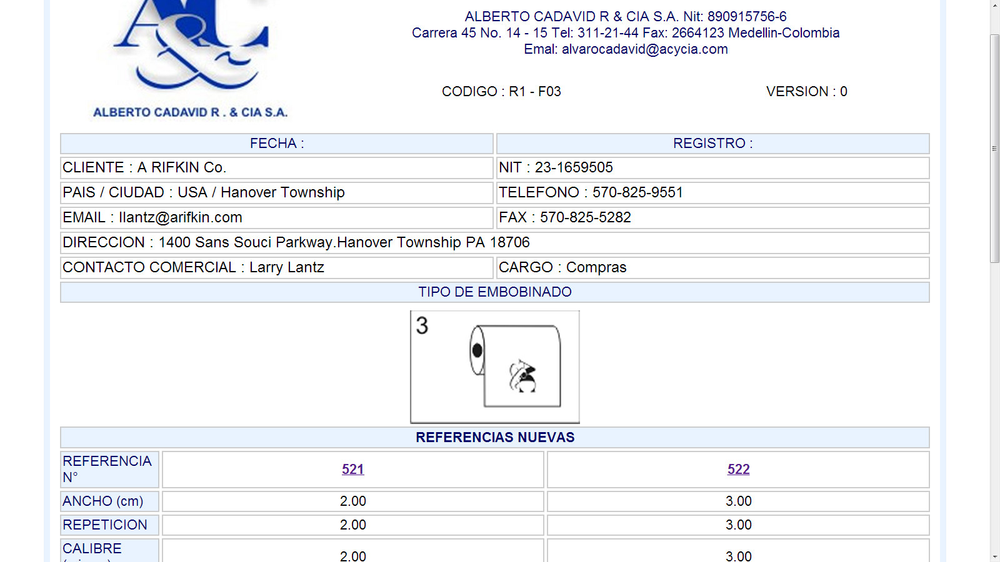 ALBERTO CADAVID R & CIA S.A. Nit: 890915756-6
Carrera 45 No. 14 - 15 Tel: 311-21-44 Fax: 2664123 Medellin-Colombia
Emal: alvarocadavid@acycia.com
CODIGO : R1 - F03
VERSION : 0
A&C
ALBERTO CADAVID R . & CIA S.A.
FECHA :
REGISTRO :
CLIENTE : A RIFKIN Co.
NIT : 23-1659505
PAIS / CIUDAD : USA / Hanover Township
TELEFONO : 570-825-9551
EMAIL : llantz@arifkin.com
FAX : 570-825-5282
DIRECCION : 1400 Sans Souci Parkway.Hanover Township PA 18706
CONTACTO COMERCIAL : Larry Lantz
CARGO : Compras
TIPO DE EMBOBINADO
3
REFERENCIAS NUEVAS
REFERENCIA
N°
521
522
ANCHO (cm)
2.00
3.00
REPETICION
2.00
3.00
CALIBRE
2.00
3.00